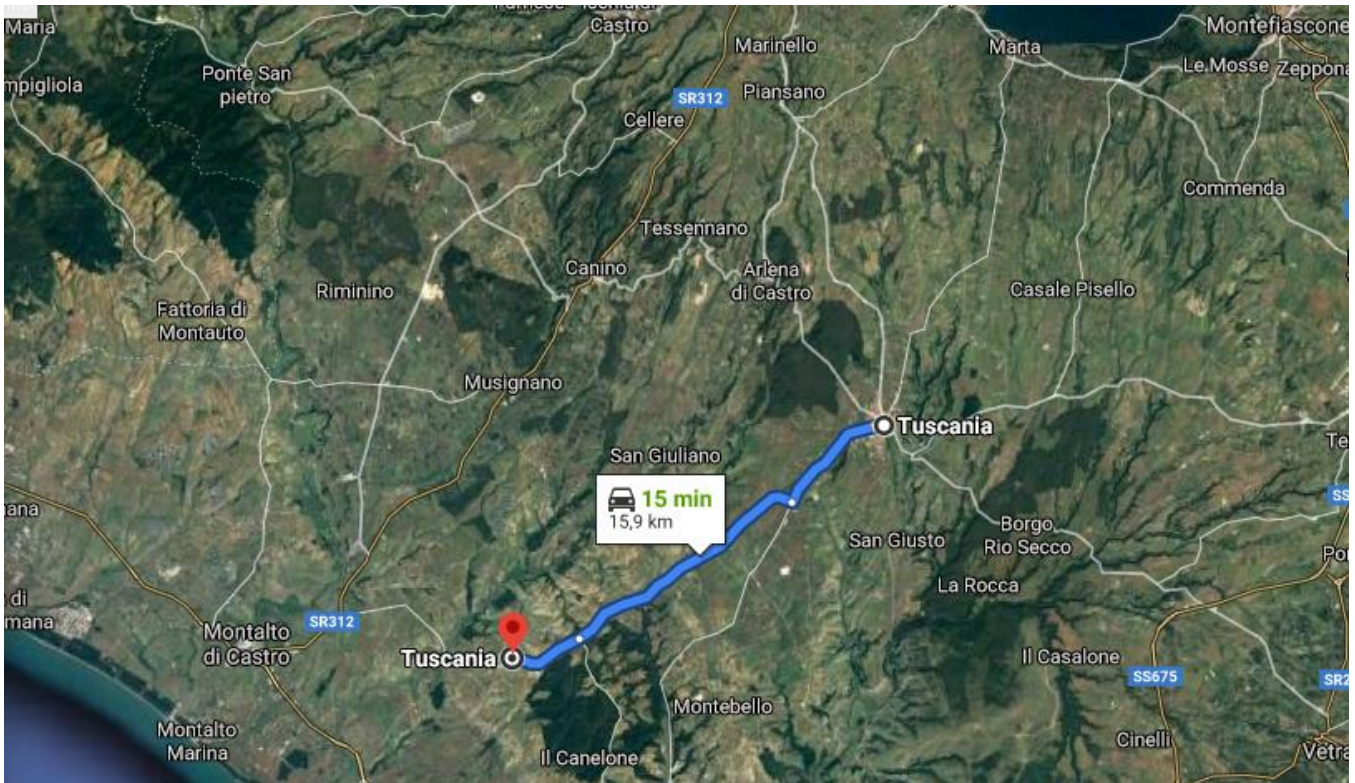 Maria
Castro
Marinello
Marta
Montefiascone
Ponte San
pietro
Le Mosse
Zeppona
mpigliola
SR312
Piansano
Cellere
Commenda
Tessennano
Canino
Arlena
di Castro
Riminino
Casale Pisello
Fattoria di
Montauto
Musignano
Tuscania
San Giuliano
15 min
15,9 km
San Giusto
Borgo
Rio Secco
La Rocca
SR312
Montalto
di Castro
Tuscania
Il Casalone
SS675
Montebello
Montalto
Marina
Cinelli
Il Canelone